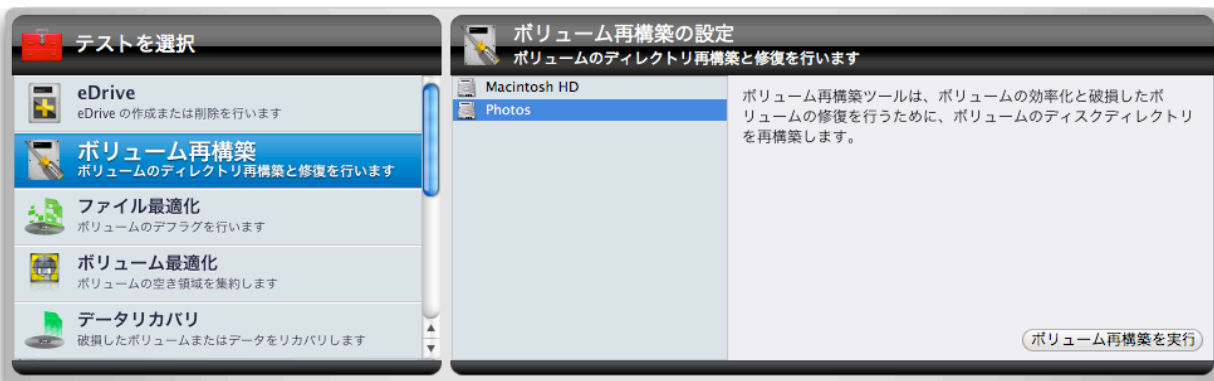 テストを選択
eDrive
eDrive の作成または削除を行います
ボリューム再構築
ボリュームのディレクトリ再構築と修復を行います
ファイル最適化
ボリュームのデフラグを行います
ボリューム最適化
ボリュームの空き領域を集約します
データリカバリ
破損したボリュームまたはデータをリカバリします
ボリューム再構築の設定
ボリュームのディレクトリ再構築と修復を行います
Macintosh HD
Photos
ボリューム再構築ツールは、ボリュームの効率化と破損したボ
リュームの修復を行うために、ボリュームのディスクディレクトリ
を再構築します。
ボリューム再構築を実行